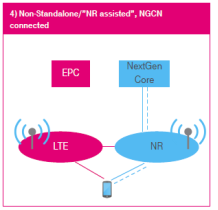 4) Non-Standalone/"NR assisted", NGCN
connected
EPC
NextGen
Core
LTE
NR